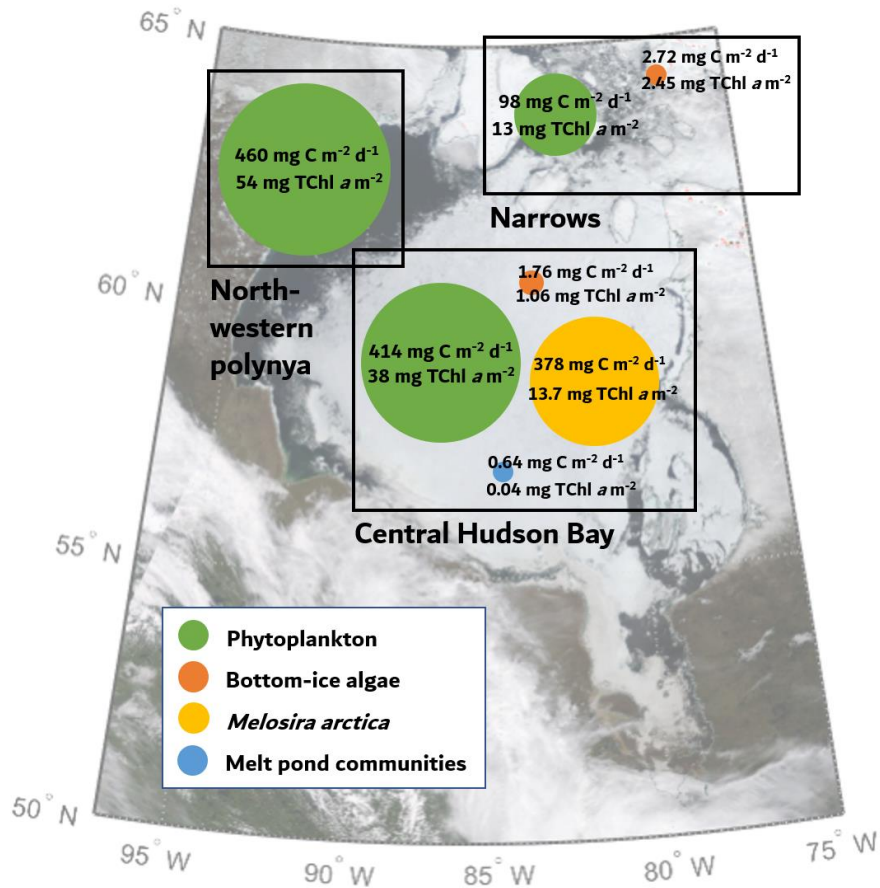 65° N
2.72 mg C m⁻² d⁻¹
2.45 mg TChl a m⁻²
98 mg C m⁻² d⁻¹
13 mg TChl a m⁻²
460 mg C m⁻² d⁻¹
54 mg TChl a m⁻²
Narrows
60° N
North-
western
polynya
1.76 mg C m⁻² d⁻¹
1.06 mg TChl a m⁻²
414 mg C m⁻² d⁻¹
38 mg TChl a m⁻²
378 mg C m⁻² d⁻¹
13.7 mg TChl a m⁻²
0.64 mg C m⁻² d⁻¹
0.04 mg TChl a m⁻²
Central Hudson Bay
55° N
Phytoplankton
Bottom-ice algae
Melosira arctica
Melt pond communities
50° N
95° W
90° W
85° W
80° W
75° W